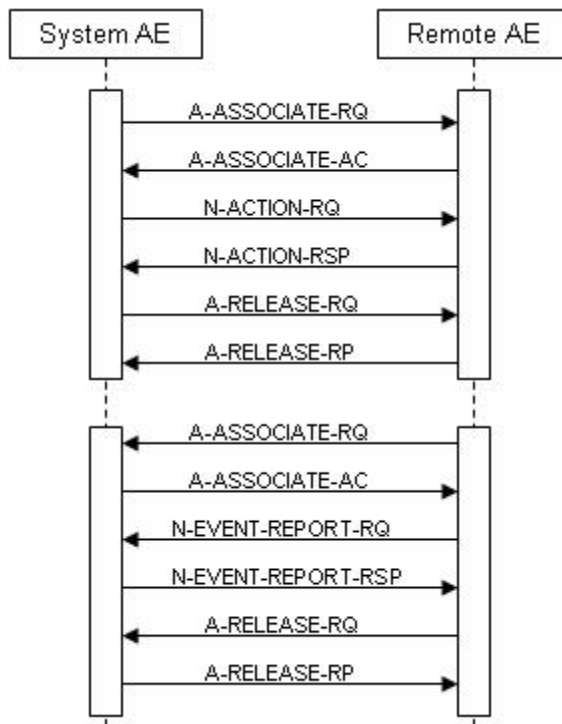 System AE
Remote AE
A-ASSOCIATE-RQ
A-ASSOCIATE-AC
N-ACTION-RQ
N-ACTION-RSP
A-RELEASE-RQ
A-RELEASE-RP
A-ASSOCIATE-RQ
A-ASSOCIATE-AC
N-EVENT-REPORT-RQ
N-EVENT-REPORT-RSP
A-RELEASE-RQ
A-RELEASE-RP